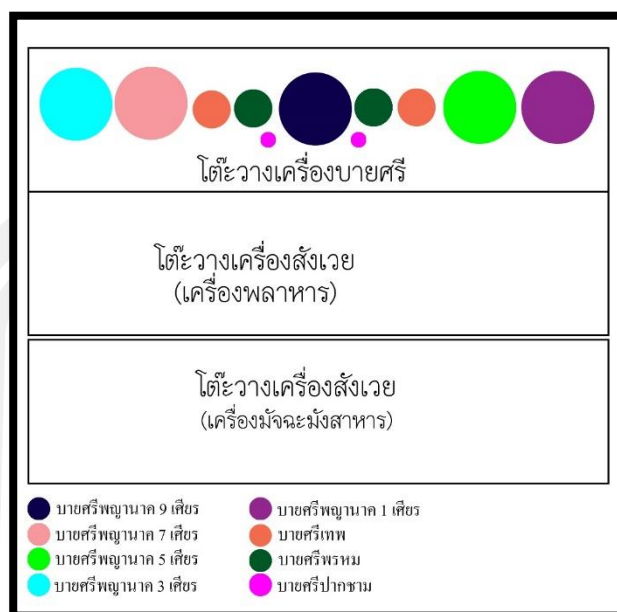 โต๊ะวางเครื่องบายศรี
โต๊ะวางเครื่องสังเวย
(เครื่องพลาหาร)
โต๊ะวางเครื่องสังเวย
(เครื่องมัจฉะมังสาหาร)
บายศรีพญานาค 9 เศียร
บายศรีพญานาค 7 เศียร
บายศรีพญานาค 5 เศียร
บายศรีพญานาค 3 เศียร
บายศรีพญานาค 1 เศียร
บายศรีเทพ
บายศรีพรหม
บายศรีปากชาม